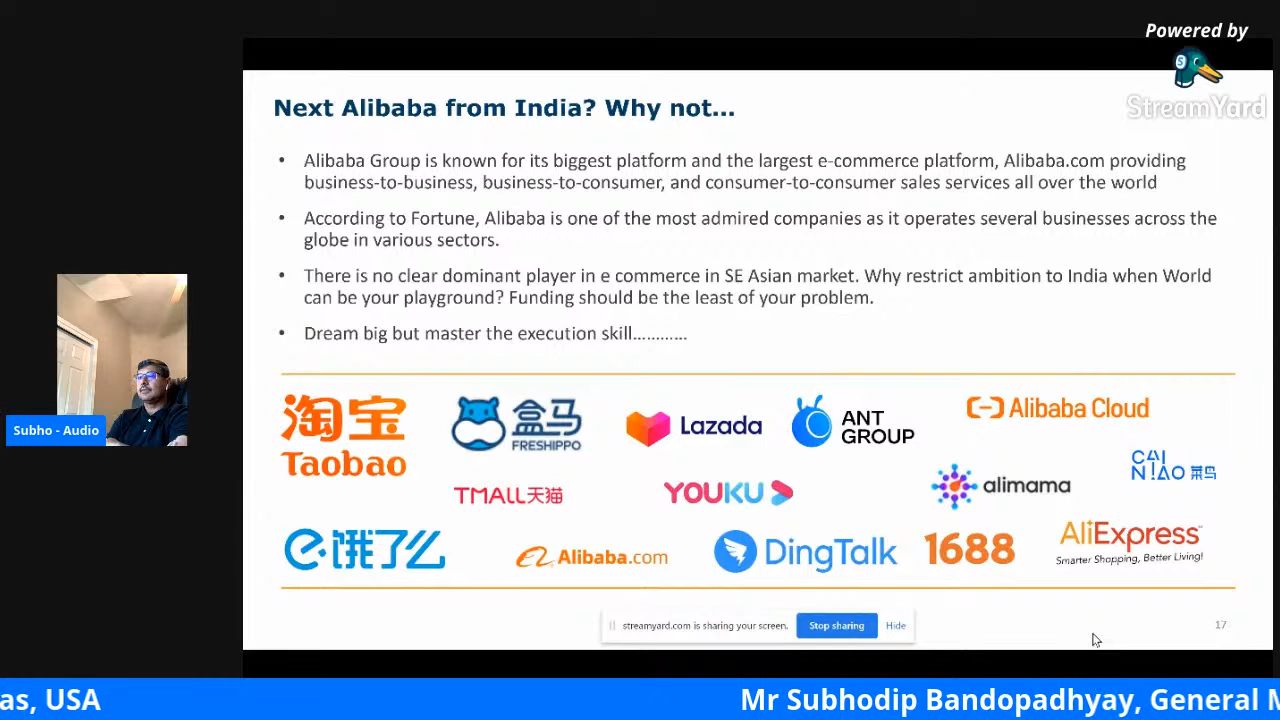 Powered by
StreamYard
Next Alibaba from India? Why not...
• Alibaba Group is known for its biggest platform and the largest e-commerce platform, Alibaba.com providing
business-to-business, business-to-consumer, and consumer-to-consumer sales services all over the world
• According to Fortune, Alibaba is one of the most admired companies as it operates several businesses across the
globe in various sectors.
• There is no clear dominant player in e commerce in SE Asian market. Why restrict ambition to India when World
can be your playground? Funding should be the least of your problem.
• Dream big but master the execution skill............
淘宝
Taobao
盒马
FRESHIPPO
Lazada
ANT
GROUP
Alibaba Cloud
TMALL天猫
YOUKU
alimama
CAI
NIAO 菜鸟
饿了么
Alibaba.com
DingTalk
1688
AliExpress™
Smarter Shopping, Better Living!
Subho - Audio
streamyard.com is sharing your screen. Stop sharing Hide
17
as, USA Mr Subhodip Bandopadhyay, General M